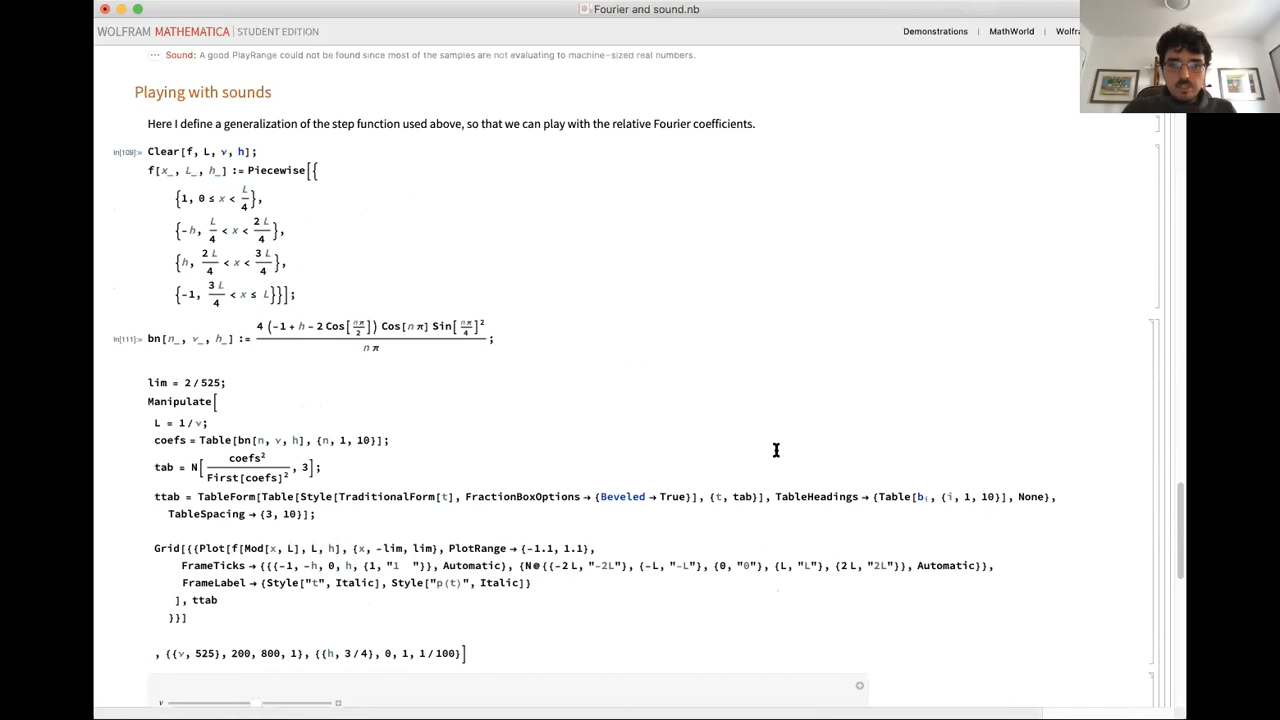 Fourier and sound.nb
WOLFRAM MATHEMATICA | STUDENT EDITION
Demonstrations | MathWorld | Wolfr
Sound: A good PlayRange could not be found since most of the samples are not evaluating to machine-sized real numbers.
Playing with sounds
Here I define a generalization of the step function used above, so that we can play with the relative Fourier coefficients.
In[109]:= Clear[f, L, ν, h];
f[x_, L_, h_] := Piecewise[{
{1, 0 ≤ x < L/4},
{-h, L/4 < x < 2 L/4},
{h, 2 L/4 < x < 3 L/4},
{-1, 3 L/4 < x ≤ L}}];
In[111]:= bn[n_, ν_, h_] := 4 (-1 + h - 2 Cos[nπ/2]) Cos[n π] Sin[nπ/4]^2 / n π;
lim = 2/525;
Manipulate[
L = 1/ν;
coefs = Table[bn[n, ν, h], {n, 1, 10}];
tab = N[coefs^2/First[coefs]^2, 3];
ttab = TableForm[Table[Style[TraditionalForm[t], FractionBoxOptions → {Beveled → True}], {t, tab}], TableHeadings → {Table[b_i, {i, 1, 10}], None},
TableSpacing → {3, 10}];
Grid[{{Plot[f[Mod[x, L], L, h], {x, -lim, lim}, PlotRange → {-1.1, 1.1},
FrameTicks → {{{-1, -h, 0, h, {1, "1  "}}, Automatic}, {N@{{-2 L, "-2L"}, {-L, "-L"}, {0, "0"}, {L, "L"}, {2 L, "2L"}}, Automatic}},
FrameLabel → {Style["t", Italic], Style["p(t)", Italic]}
], ttab
}}]
, {{ν, 525}, 200, 800, 1}, {{h, 3/4}, 0, 1, 1/100}]
ν